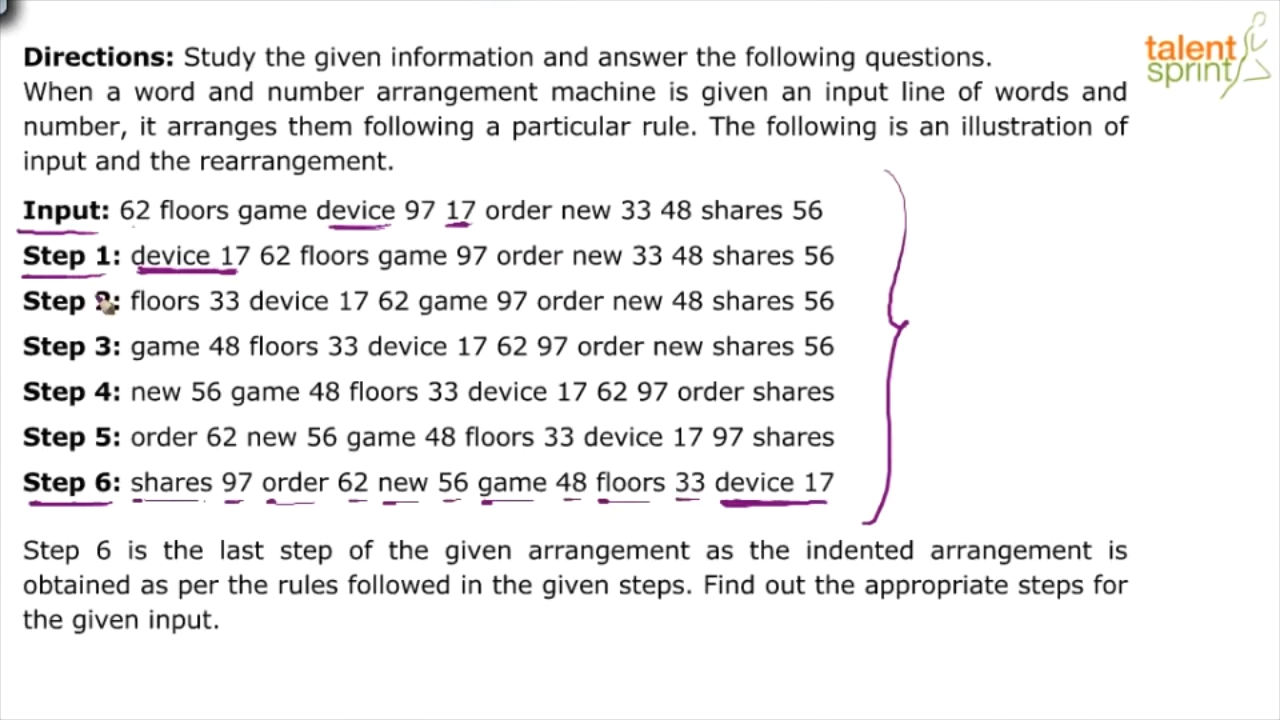 talent
sprint
Directions: Study the given information and answer the following questions.
When a word and number arrangement machine is given an input line of words and
number, it arranges them following a particular rule. The following is an illustration of
input and the rearrangement.
Input: 62 floors game device 97 17 order new 33 48 shares 56
Step 1: device 17 62 floors game 97 order new 33 48 shares 56
Step 2: floors 33 device 17 62 game 97 order new 48 shares 56
Step 3: game 48 floors 33 device 17 62 97 order new shares 56
Step 4: new 56 game 48 floors 33 device 17 62 97 order shares
Step 5: order 62 new 56 game 48 floors 33 device 17 97 shares
Step 6: shares 97 order 62 new 56 game 48 floors 33 device 17
Step 6 is the last step of the given arrangement as the indented arrangement is
obtained as per the rules followed in the given steps. Find out the appropriate steps for
the given input.